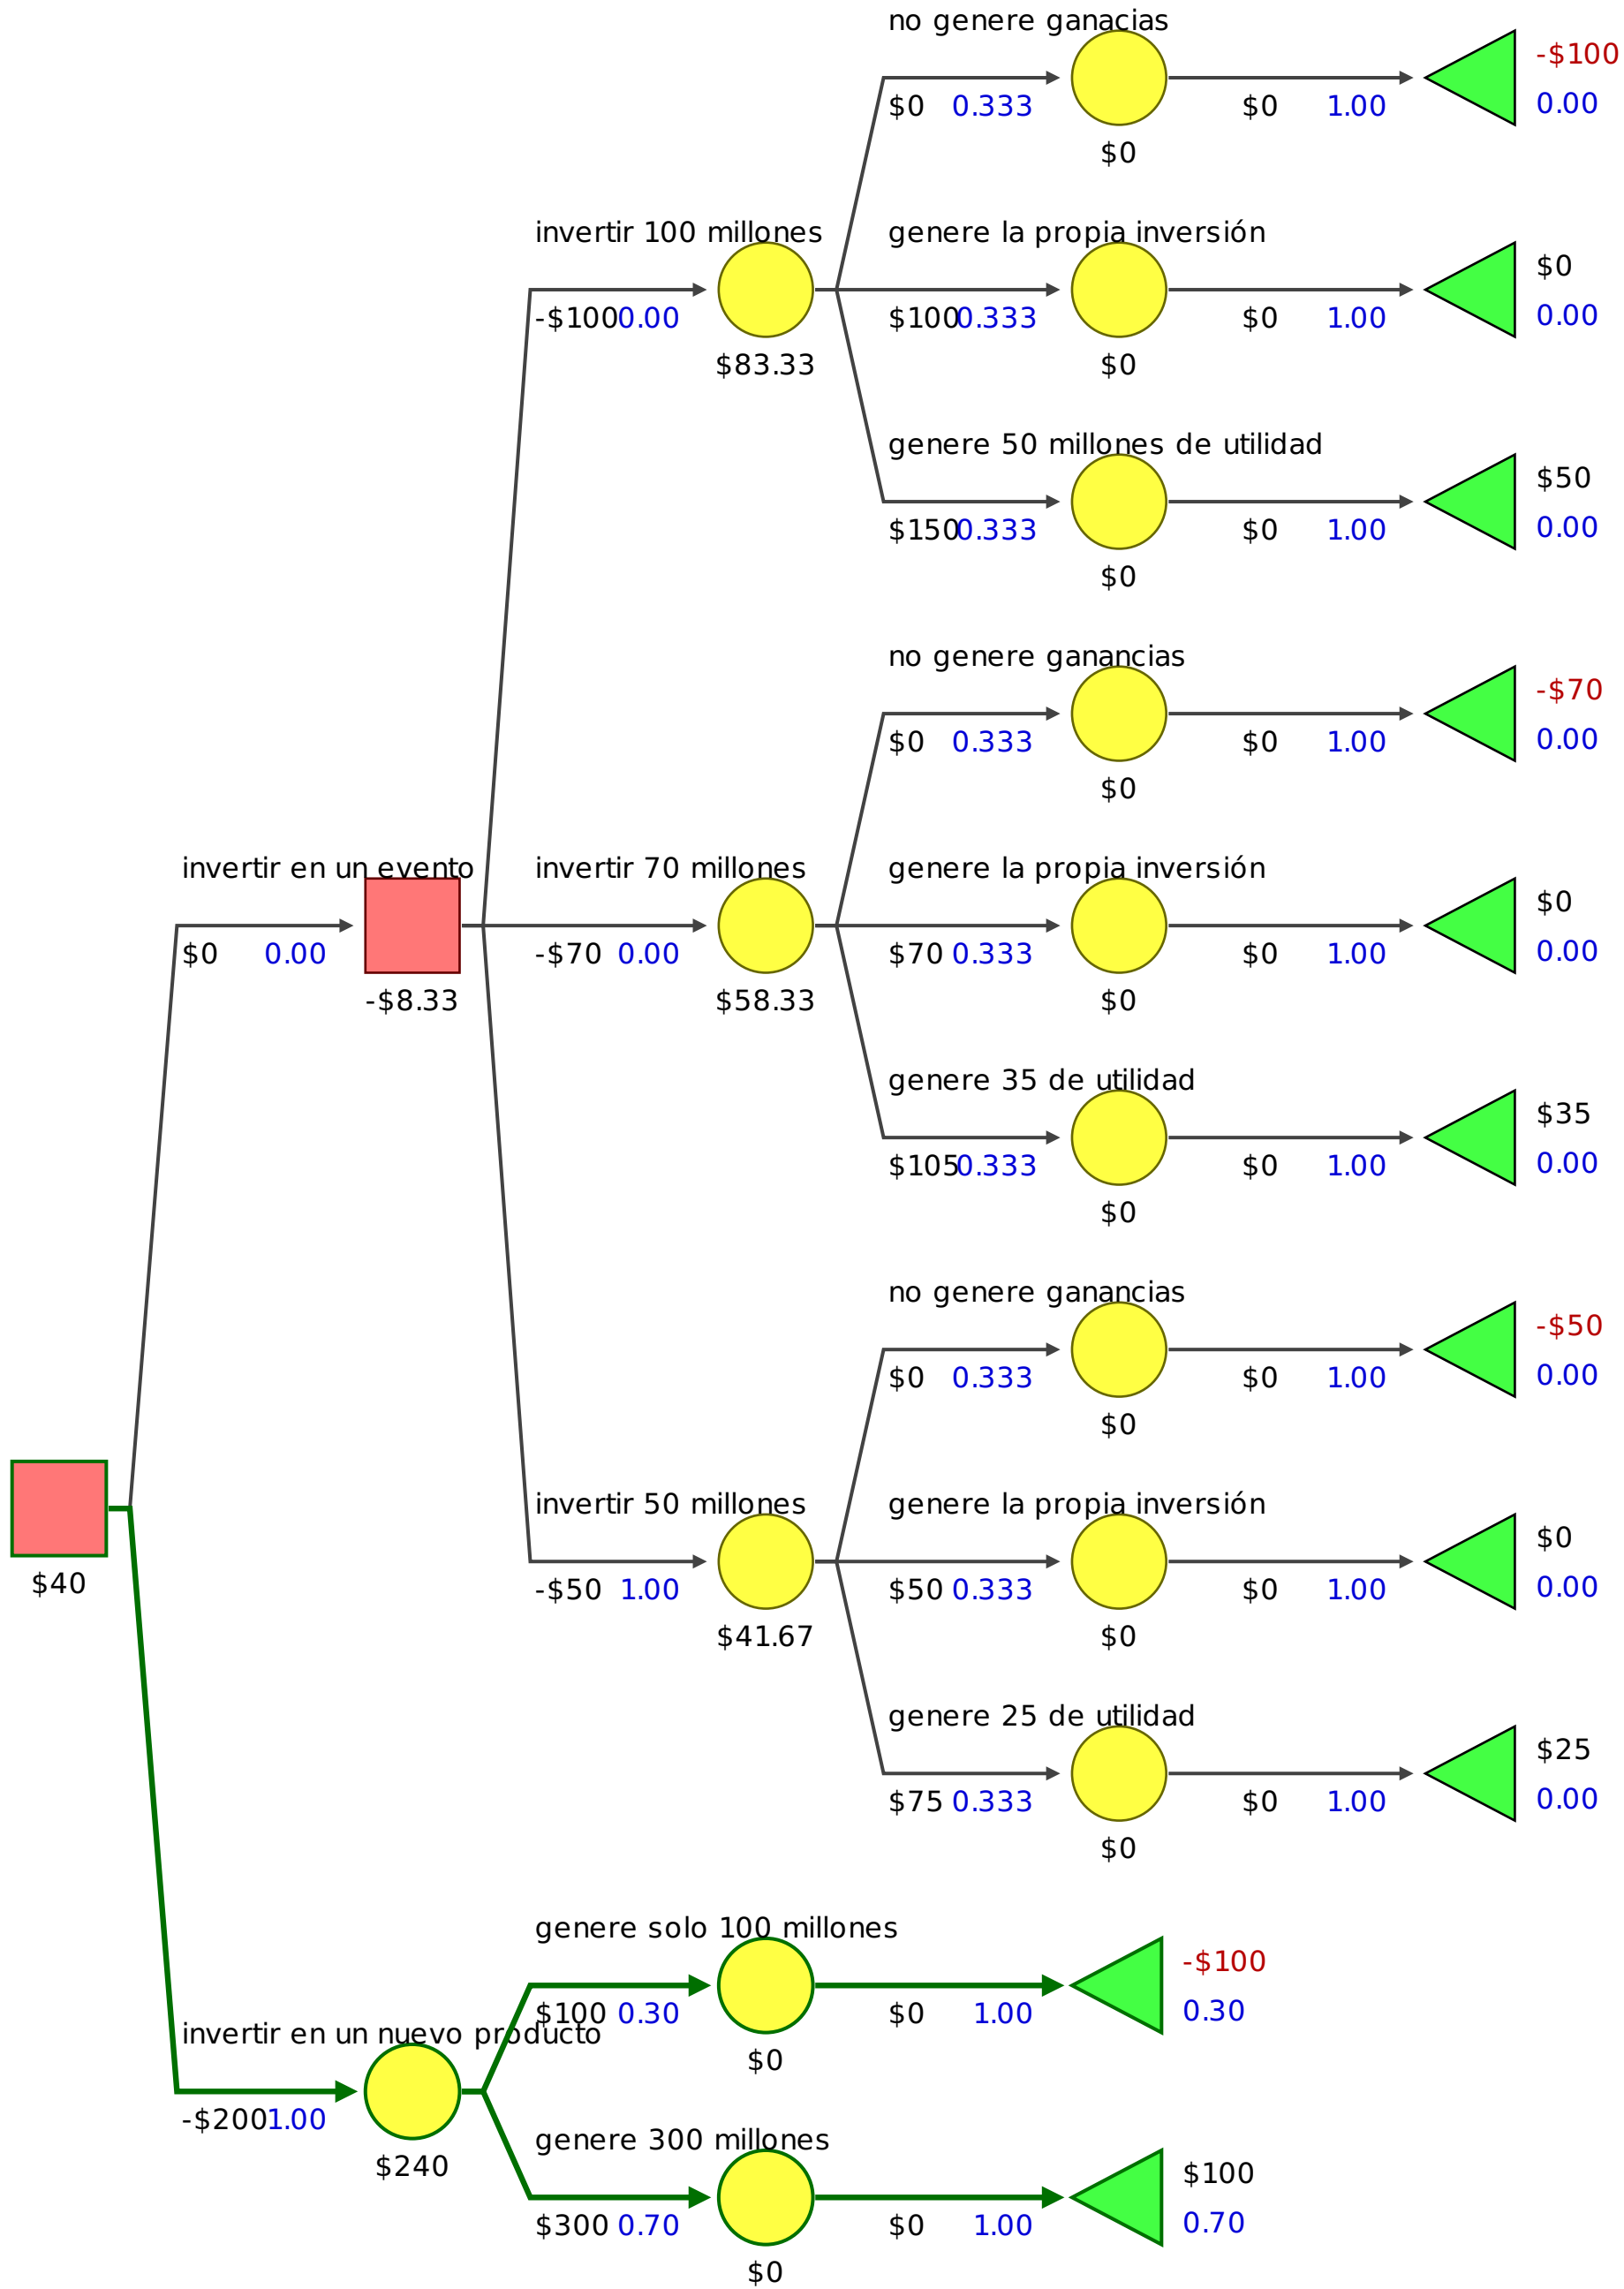 no genere ganacias
-$100
$0 0.333 $0 1.00 0.00
$0
invertir 100 millones genere la propia inversión
$0
-$100 0.00 $100 0.333 $0 1.00 0.00
$83.33 $0
genere 50 millones de utilidad
$50
$150 0.333 $0 1.00 0.00
$0
no genere ganancias
-$70
$0 0.333 $0 1.00 0.00
$0
invertir en un evento invertir 70 millones genere la propia inversión
$0
$0 0.00 -$70 0.00 $70 0.333 $0 1.00 0.00
-$8.33 $58.33 $0
genere 35 de utilidad
$35
$105 0.333 $0 1.00 0.00
$0
no genere ganancias
-$50
$0 0.333 $0 1.00 0.00
$0
invertir 50 millones genere la propia inversión
$0
$40 -$50 1.00 $50 0.333 $0 1.00 0.00
$41.67 $0
genere 25 de utilidad
$25
$75 0.333 $0 1.00 0.00
$0
genere solo 100 millones
-$100
$100 0.30 $0 1.00 0.30
invertir en un nuevo producto
$0
-$200 1.00
genere 300 millones
$240
$100
$300 0.70 $0 1.00 0.70
$0